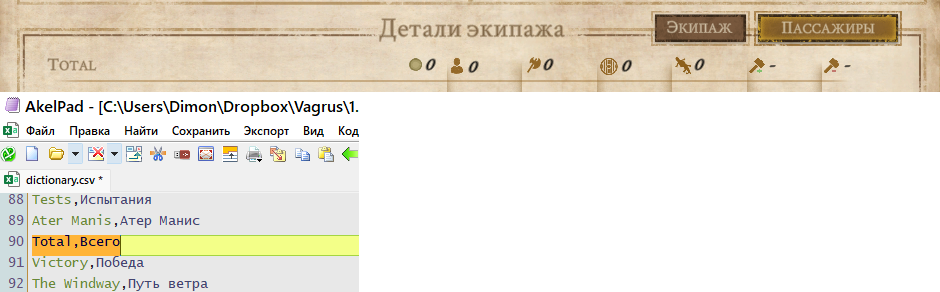 Детали экипажа
Экипаж
Пассажиры
Total 0 0 0 0 0 - -
AkelPad - [C:\Users\Dimon\Dropbox\Vagrus\1.
Файл Правка Найти Сохранить Экспорт Вид Код
dictionary.csv *
88 Tests,Испытания
89 Ater Manis,Атер Манис
90 Total,Всего
91 Victory,Победа
92 The Windway,Путь ветра